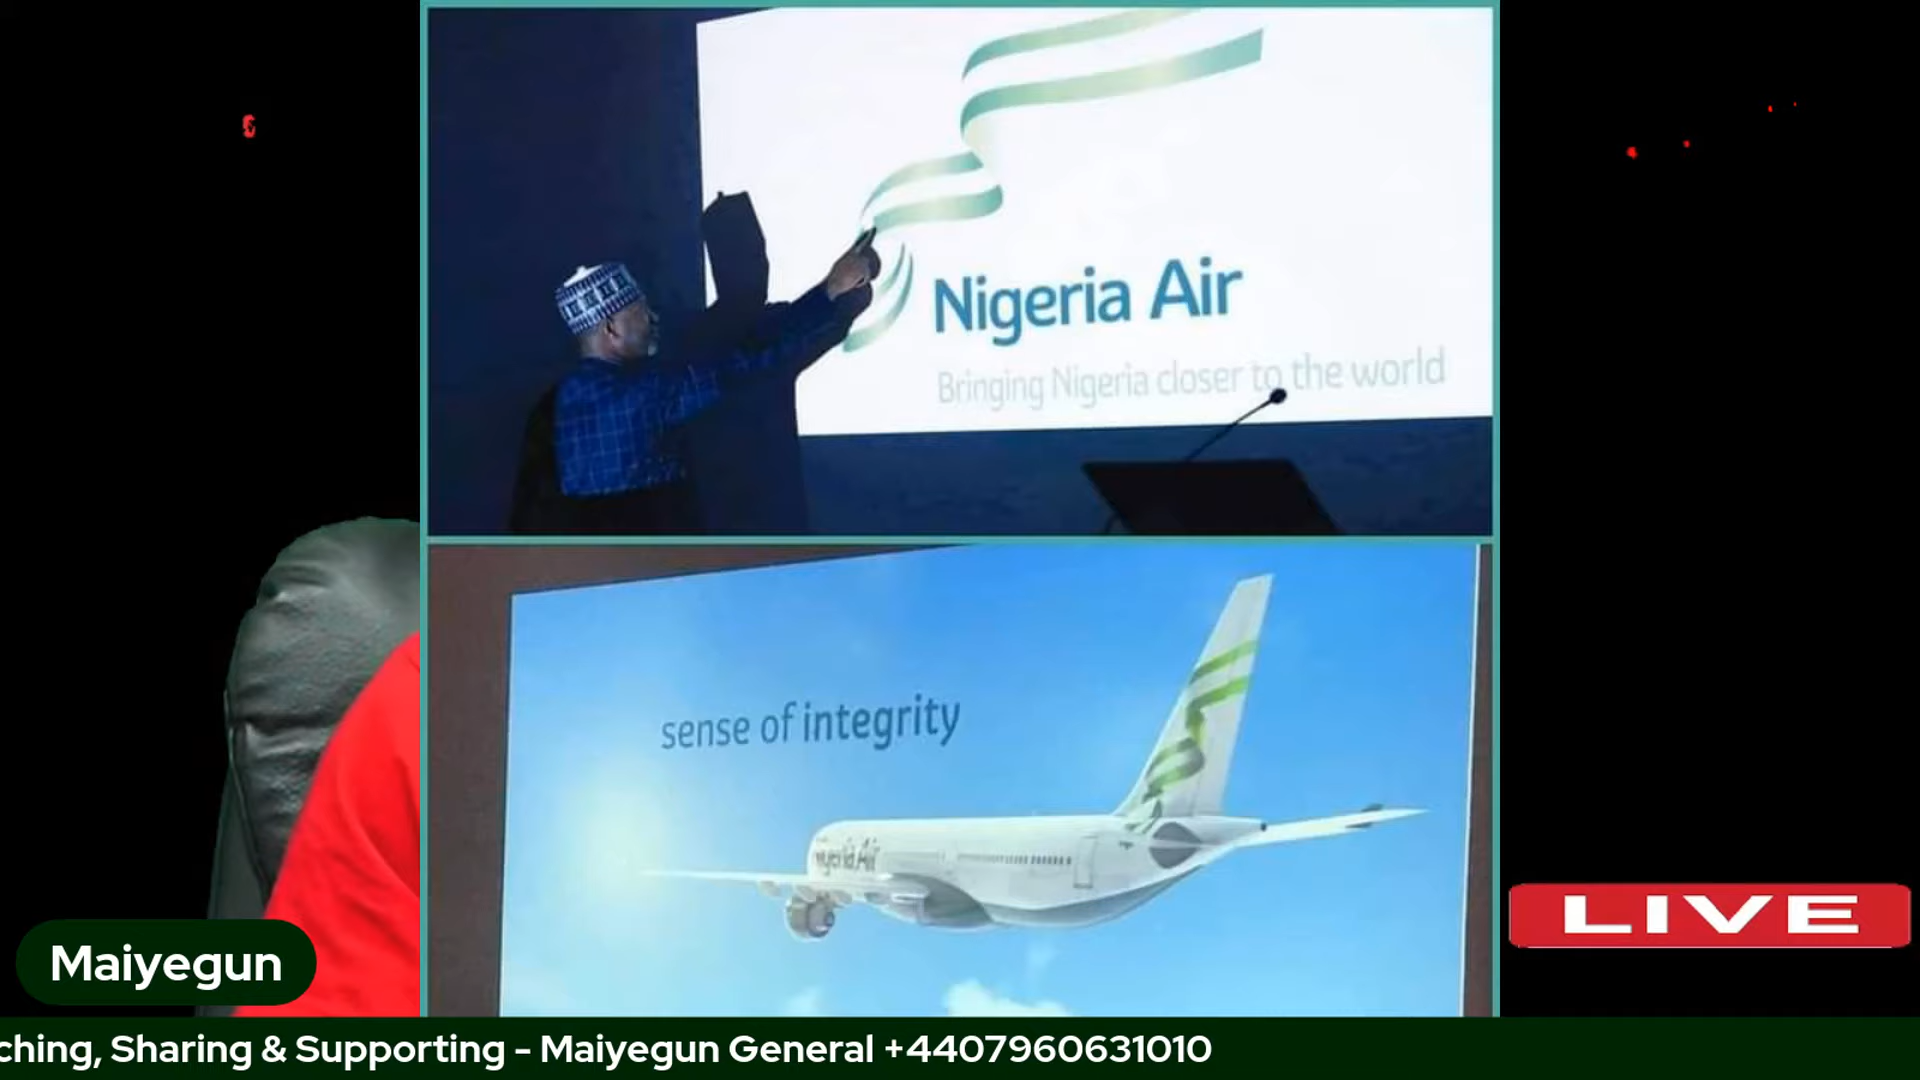 Nigeria Air
Bringing Nigeria closer to the world
sense of integrity
Nigeria Air
LIVE
Maiyegun
ching, Sharing & Supporting - Maiyegun General +4407960631010